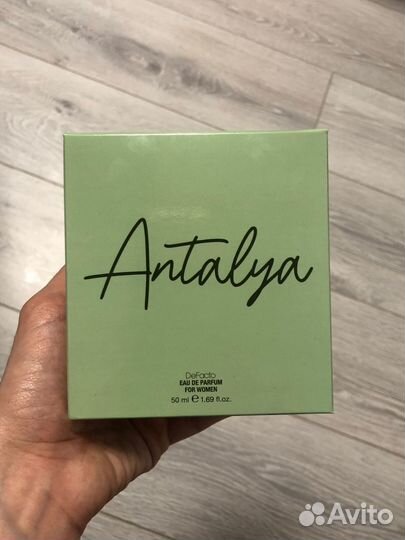 Antalya
DeFacto
EAU DE PARFUM
FOR WOMEN
50 ml ℮ 1.69 fl.oz.
Avito